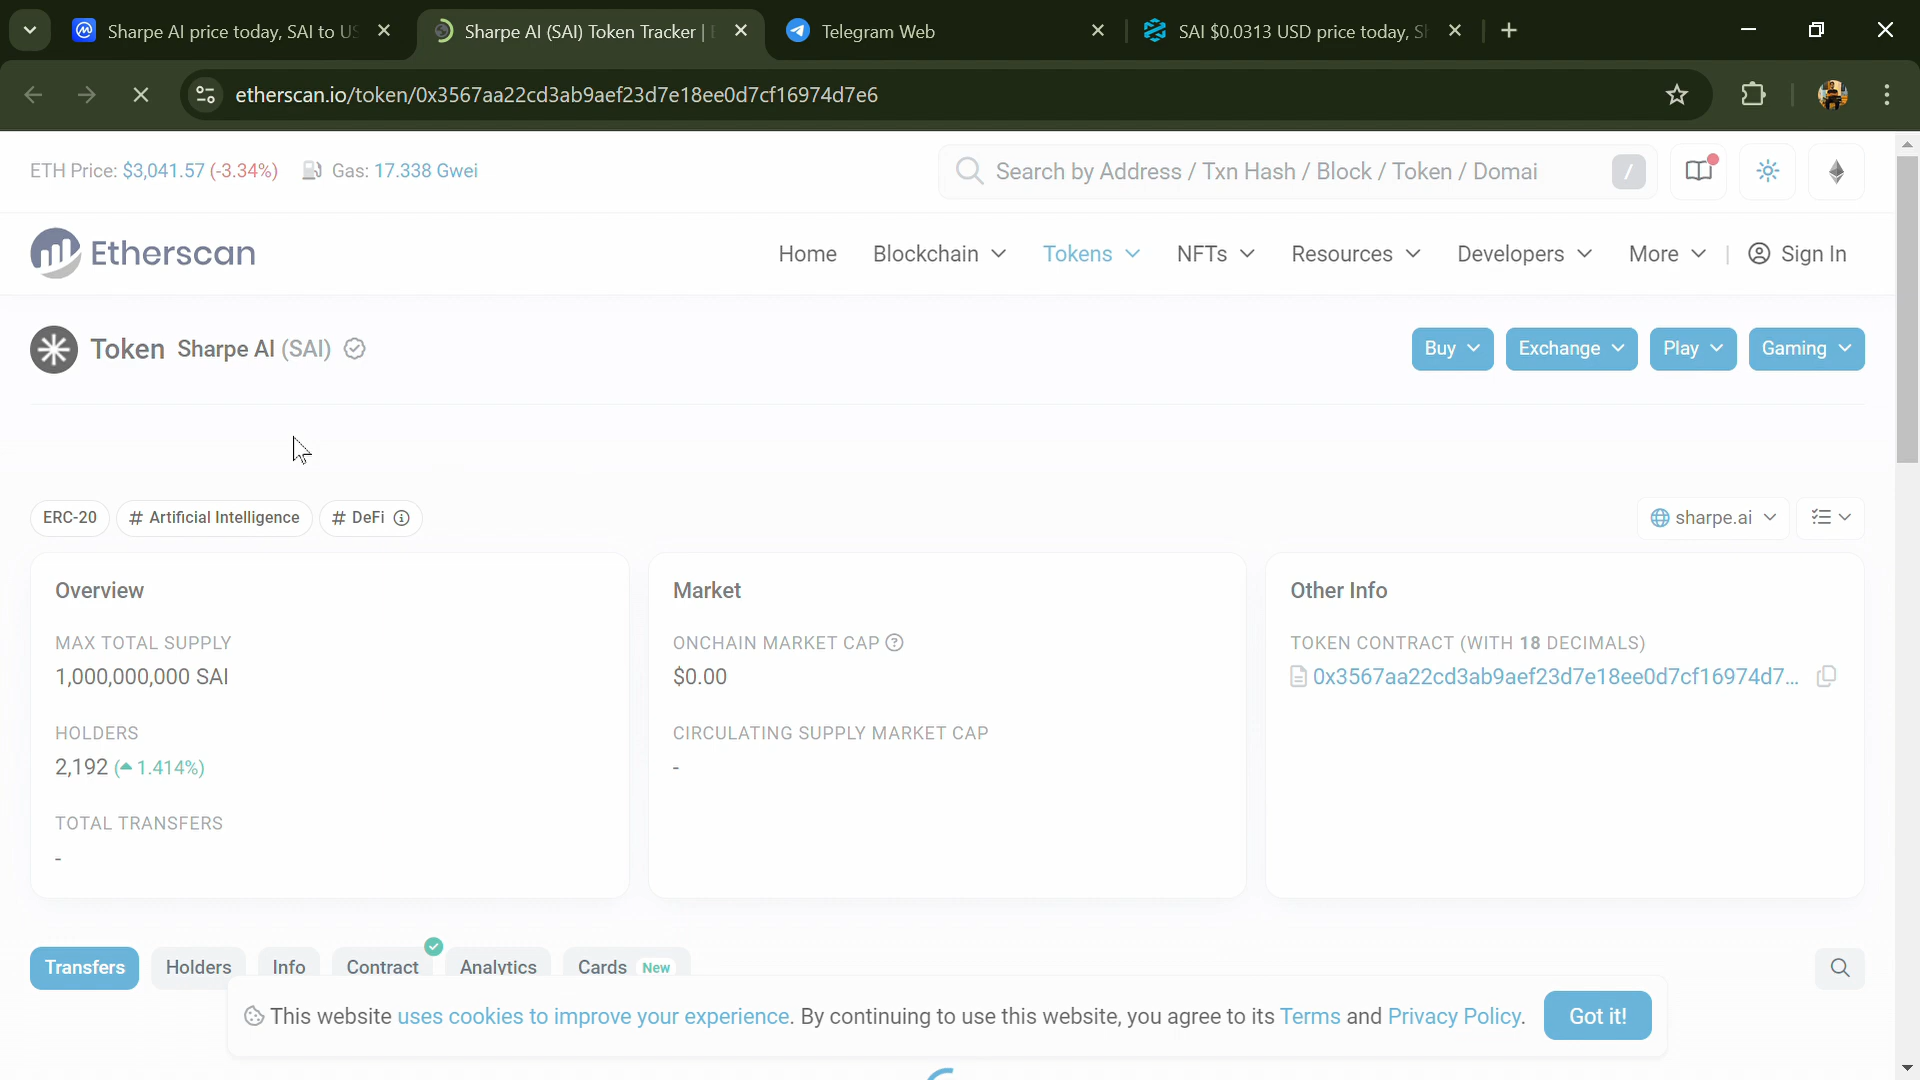 Sharpe AI price today, SAI to US
Sharpe AI (SAI) Token Tracker |
Telegram Web
SAI $0.0313 USD price today, S
etherscan.io/token/0x3567aa22cd3ab9aef23d7e18ee0d7cf16974d7e6
ETH Price: $3,041.57 (-3.34%) Gas: 17.338 Gwei
Search by Address / Txn Hash / Block / Token / Domai
/
Etherscan
Home
Blockchain
Tokens
NFTs
Resources
Developers
More
Sign In
Token Sharpe AI (SAI)
Buy
Exchange
Play
Gaming
ERC-20
# Artificial Intelligence
# DeFi
sharpe.ai
Overview
MAX TOTAL SUPPLY
1,000,000,000 SAI
HOLDERS
2,192 (1.414%)
TOTAL TRANSFERS
-
Market
ONCHAIN MARKET CAP
$0.00
CIRCULATING SUPPLY MARKET CAP
-
Other Info
TOKEN CONTRACT (WITH 18 DECIMALS)
0x3567aa22cd3ab9aef23d7e18ee0d7cf16974d7...
Transfers
Holders
Info
Contract
Analytics
Cards New
This website uses cookies to improve your experience. By continuing to use this website, you agree to its Terms and Privacy Policy.
Got it!